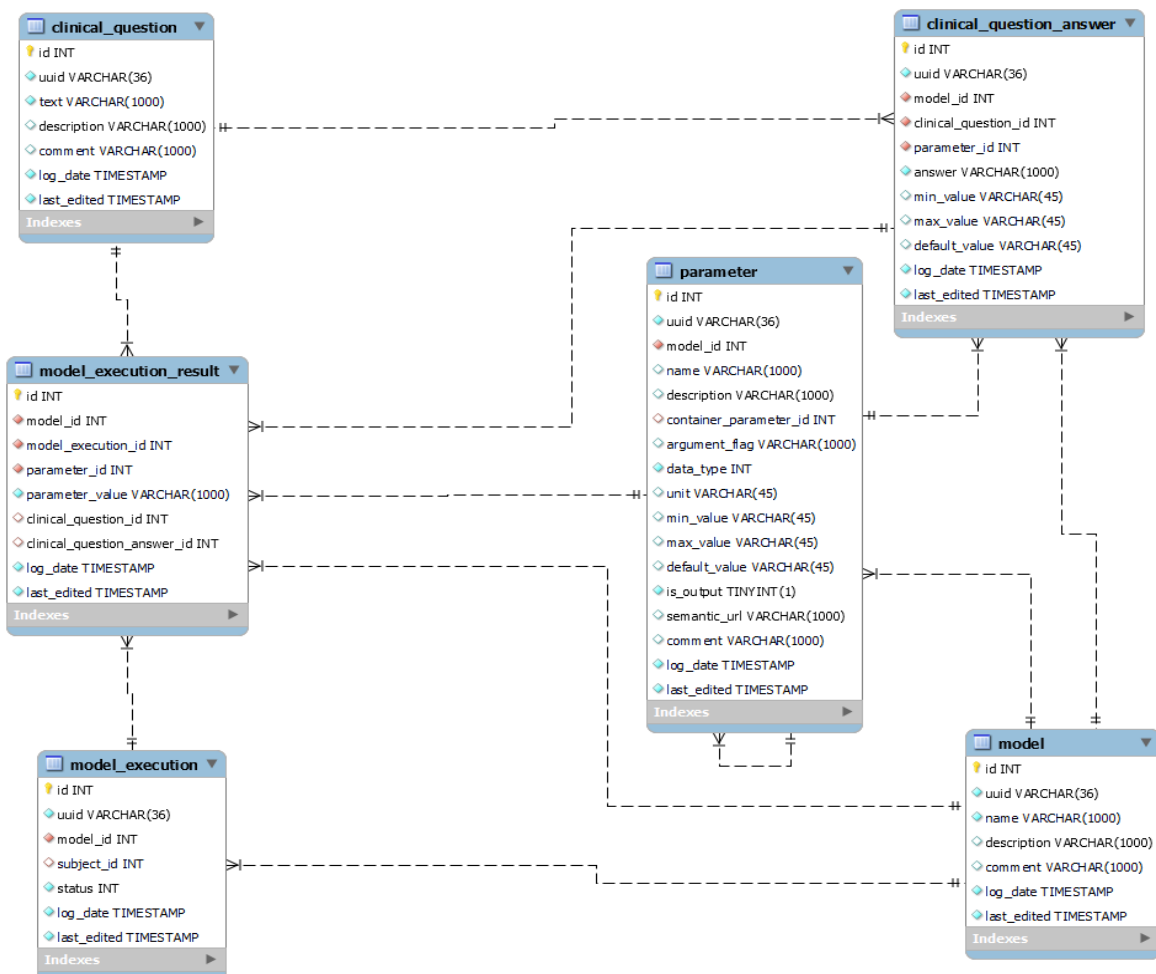 clinical_question
id INT
uuid VARCHAR(36)
text VARCHAR(1000)
description VARCHAR(1000)
comment VARCHAR(1000)
log_date TIMESTAMP
last_edited TIMESTAMP
Indexes
clinical_question_answer
id INT
uuid VARCHAR(36)
model_id INT
clinical_question_id INT
parameter_id INT
answer VARCHAR(1000)
min_value VARCHAR(45)
max_value VARCHAR(45)
default_value VARCHAR(45)
log_date TIMESTAMP
last_edited TIMESTAMP
Indexes
parameter
id INT
uuid VARCHAR(36)
model_id INT
name VARCHAR(1000)
description VARCHAR(1000)
container_parameter_id INT
argument_flag VARCHAR(1000)
data_type INT
unit VARCHAR(45)
min_value VARCHAR(45)
max_value VARCHAR(45)
default_value VARCHAR(45)
is_output TINYINT(1)
semantic_url VARCHAR(1000)
comment VARCHAR(1000)
log_date TIMESTAMP
last_edited TIMESTAMP
Indexes
model_execution_result
id INT
model_id INT
model_execution_id INT
parameter_id INT
parameter_value VARCHAR(1000)
clinical_question_id INT
clinical_question_answer_id INT
log_date TIMESTAMP
last_edited TIMESTAMP
Indexes
model_execution
id INT
uuid VARCHAR(36)
model_id INT
subject_id INT
status INT
log_date TIMESTAMP
last_edited TIMESTAMP
Indexes
model
id INT
uuid VARCHAR(36)
name VARCHAR(1000)
description VARCHAR(1000)
comment VARCHAR(1000)
log_date TIMESTAMP
last_edited TIMESTAMP
Indexes